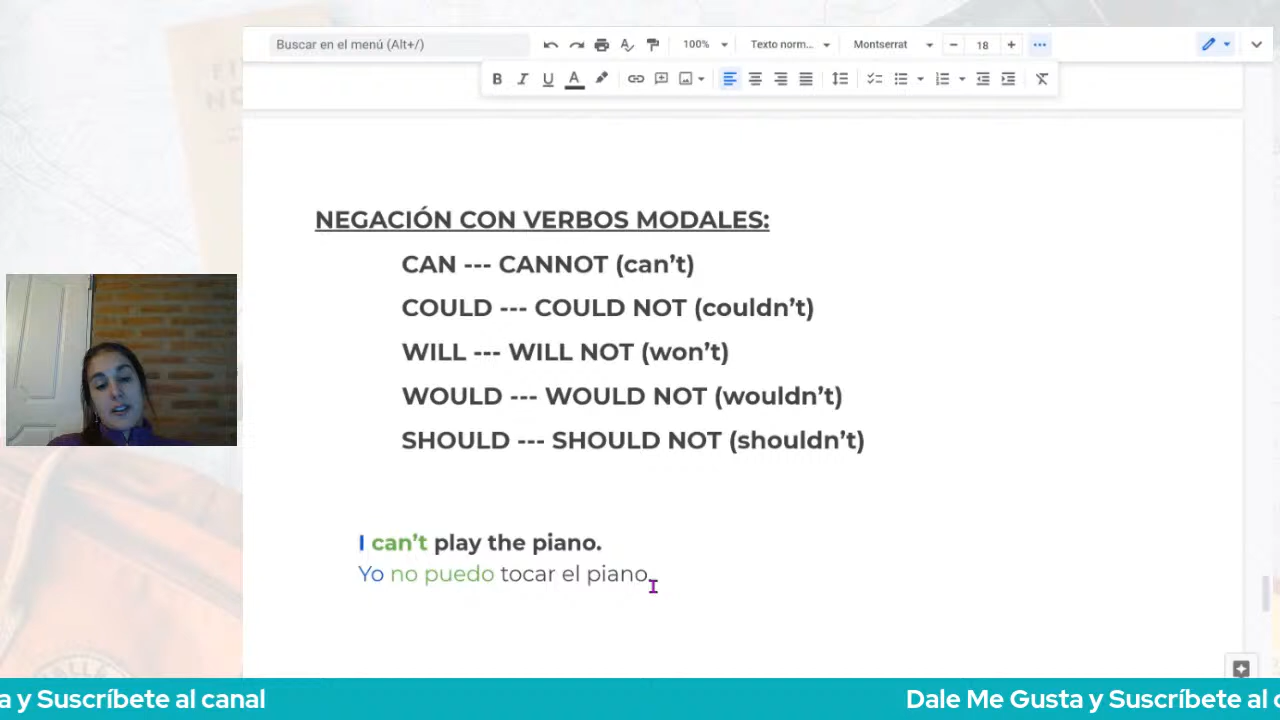 Buscar en el menú (Alt+/)
100%
Texto norm...
Montserrat
18
NEGACIÓN CON VERBOS MODALES:
CAN --- CANNOT (can’t)
COULD --- COULD NOT (couldn’t)
WILL --- WILL NOT (won’t)
WOULD --- WOULD NOT (wouldn’t)
SHOULD --- SHOULD NOT (shouldn’t)
I can’t play the piano.
Yo no puedo tocar el piano.
a y Suscríbete al canal
Dale Me Gusta y Suscríbete al